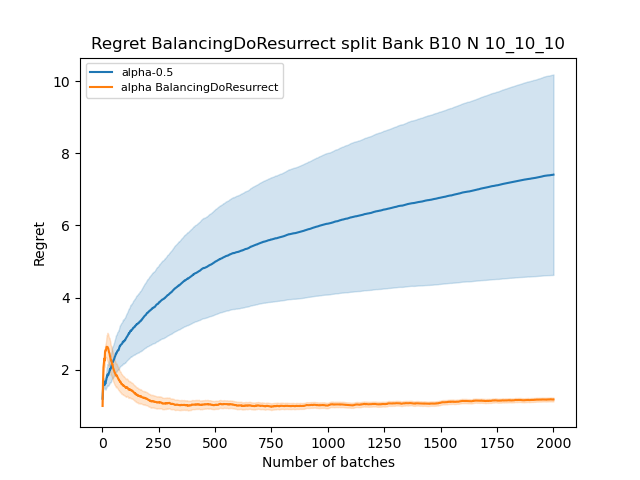 Regret BalancingDoResurrect split Bank B10 N 10_10_10
alpha-0.5
alpha BalancingDoResurrect
Regret
10
8
6
4
2
0
250
500
750
1000
1250
1500
1750
2000
Number of batches